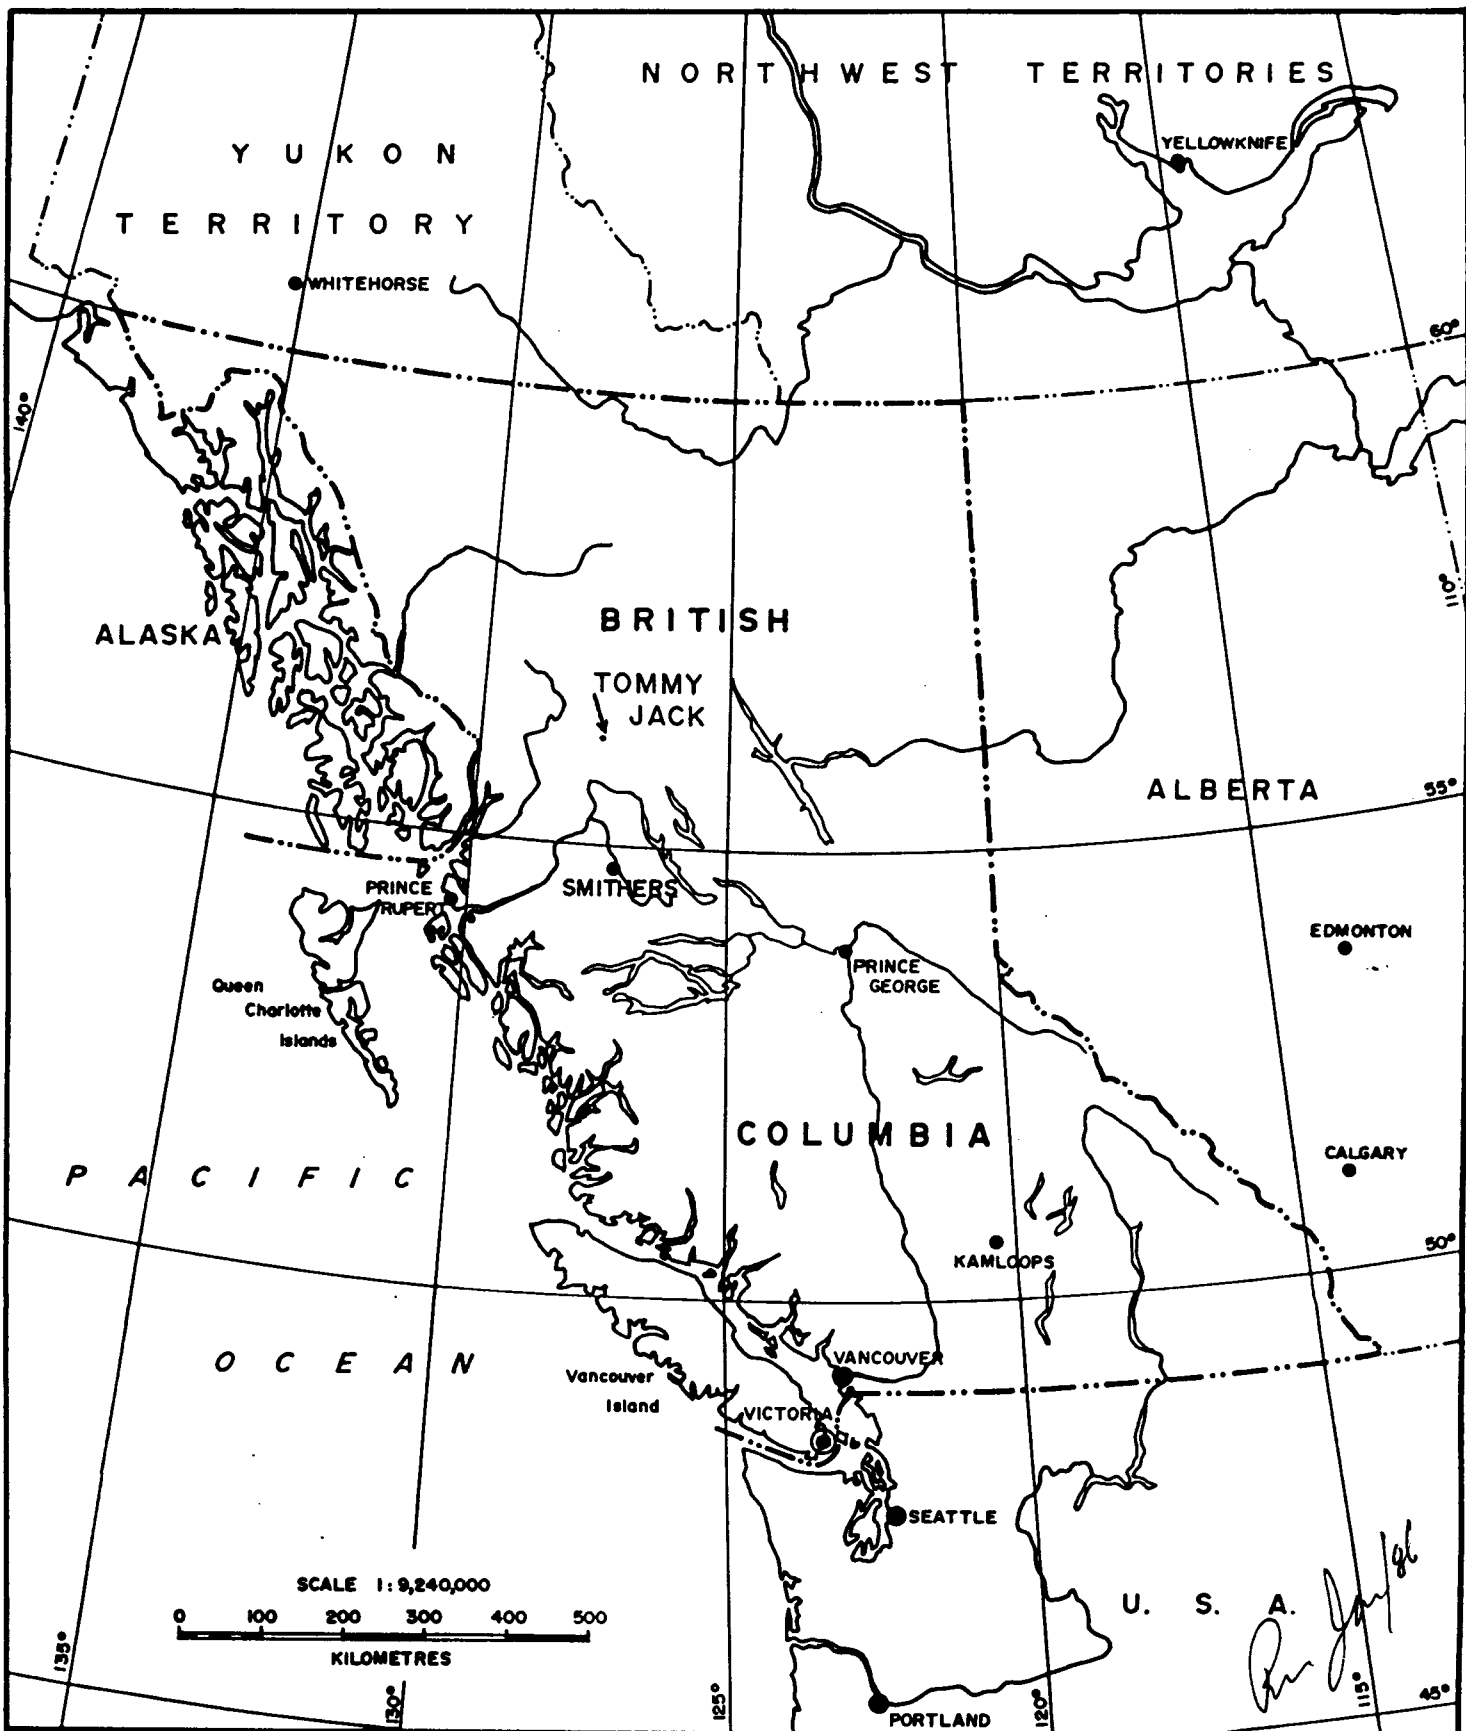 NORTHWEST TERRITORIES
YELLOWKNIFE
YUKON
TERRITORY
WHITEHORSE
60°
140°
110°
BRITISH
ALASKA
TOMMY
JACK
ALBERTA
55°
PRINCE
RUPERT
SMITHERS
EDMONTON
PRINCE
GEORGE
Queen
Charlotte
Islands
COLUMBIA
CALGARY
PACIFIC
50°
KAMLOOPS
OCEAN
VANCOUVER
Vancouver
Island
VICTORIA
SEATTLE
SCALE 1:9,240,000
0 100 200 300 400 500
KILOMETRES
U. S. A.
135°
130°
125°
120°
115°
45°
PORTLAND